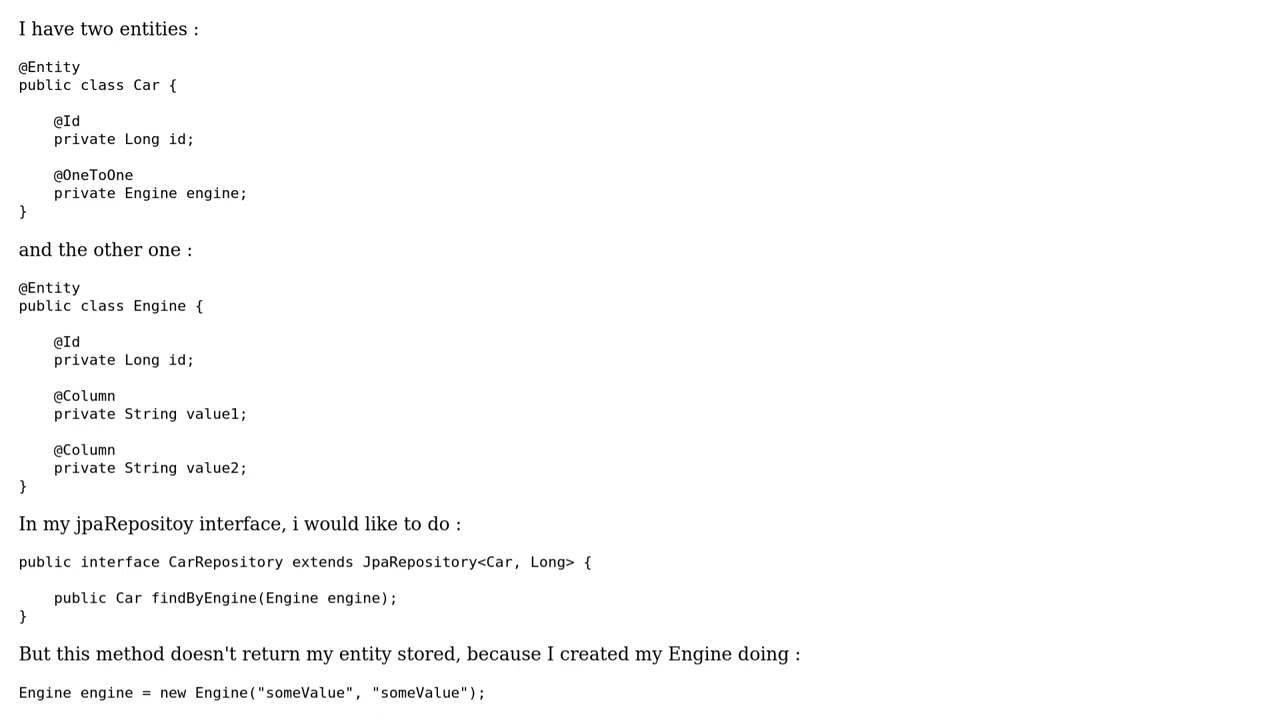 I have two entities :
@Entity
public class Car {
@Id
private Long id;
@OneToOne
private Engine engine;
}
and the other one :
@Entity
public class Engine {
@Id
private Long id;
@Column
private String value1;
@Column
private String value2;
}
In my jpaRepositoy interface, i would like to do :
public interface CarRepository extends JpaRepository<Car, Long> {
public Car findByEngine(Engine engine);
}
But this method doesn't return my entity stored, because I created my Engine doing :
Engine engine = new Engine("someValue", "someValue");